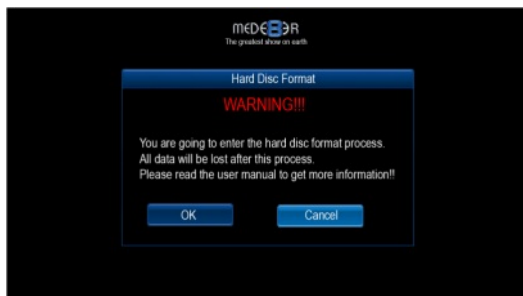 MEDE8ER
The greatest show on earth
Hard Disc Format
WARNING!!!
You are going to enter the hard disc format process.
All data will be lost after this process.
Please read the user manual to get more information!!
OK
Cancel